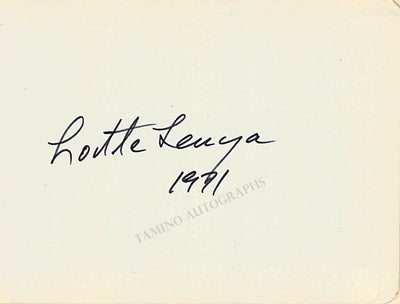 Lotte Lenya
1971
TAMINO AUTOGRAPHS